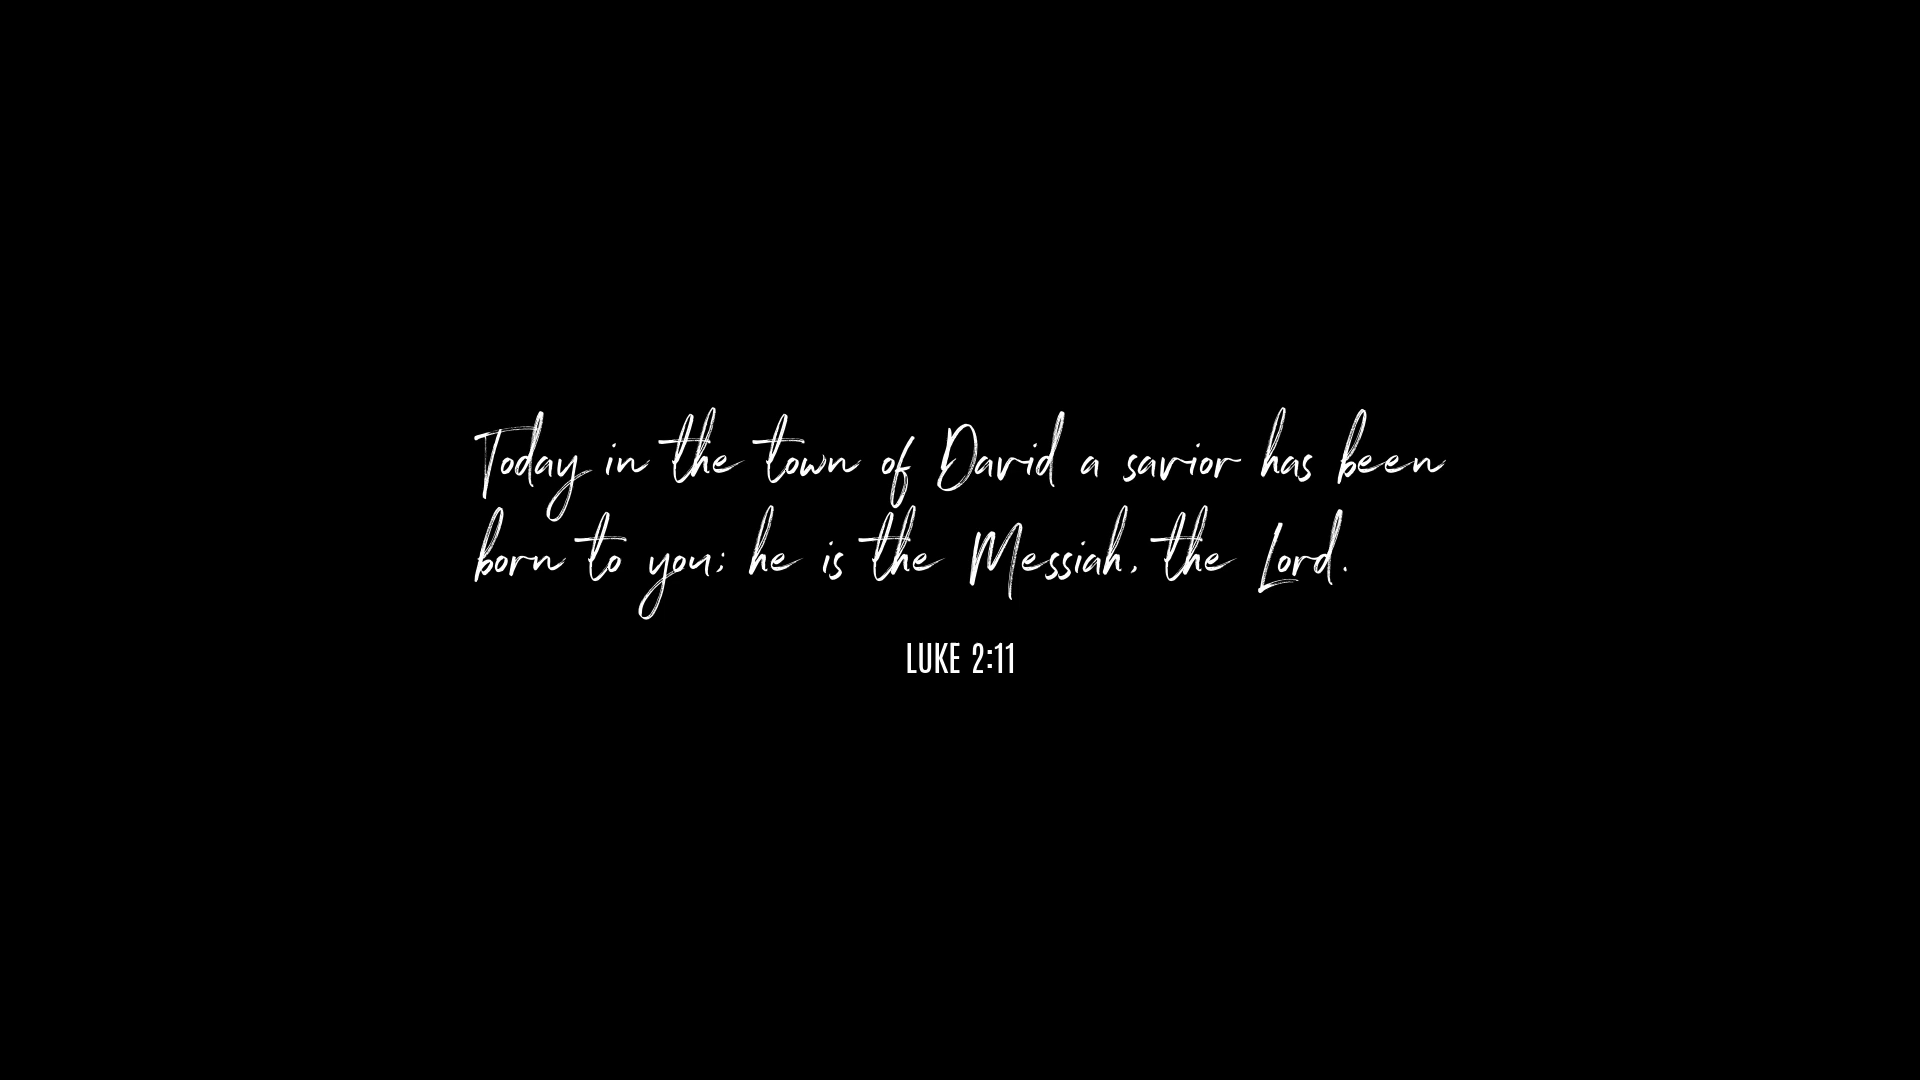 Today in the town of David a savior has been
born to you; he is the Messiah, the Lord.
LUKE 2:11